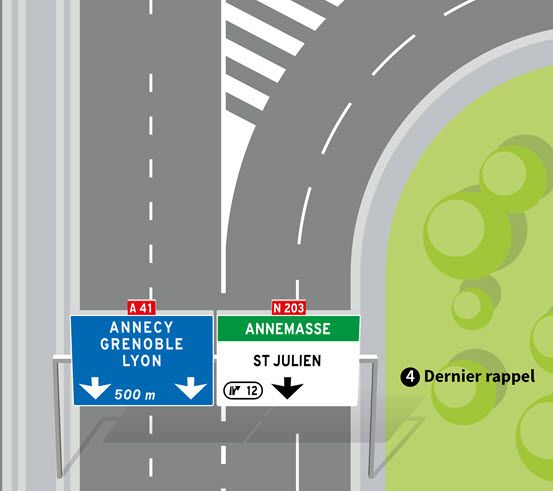 A 41
ANNECY
GRENOBLE
LYON
500 m
N 203
ANNEMASSE
ST JULIEN
12
4 Dernier rappel